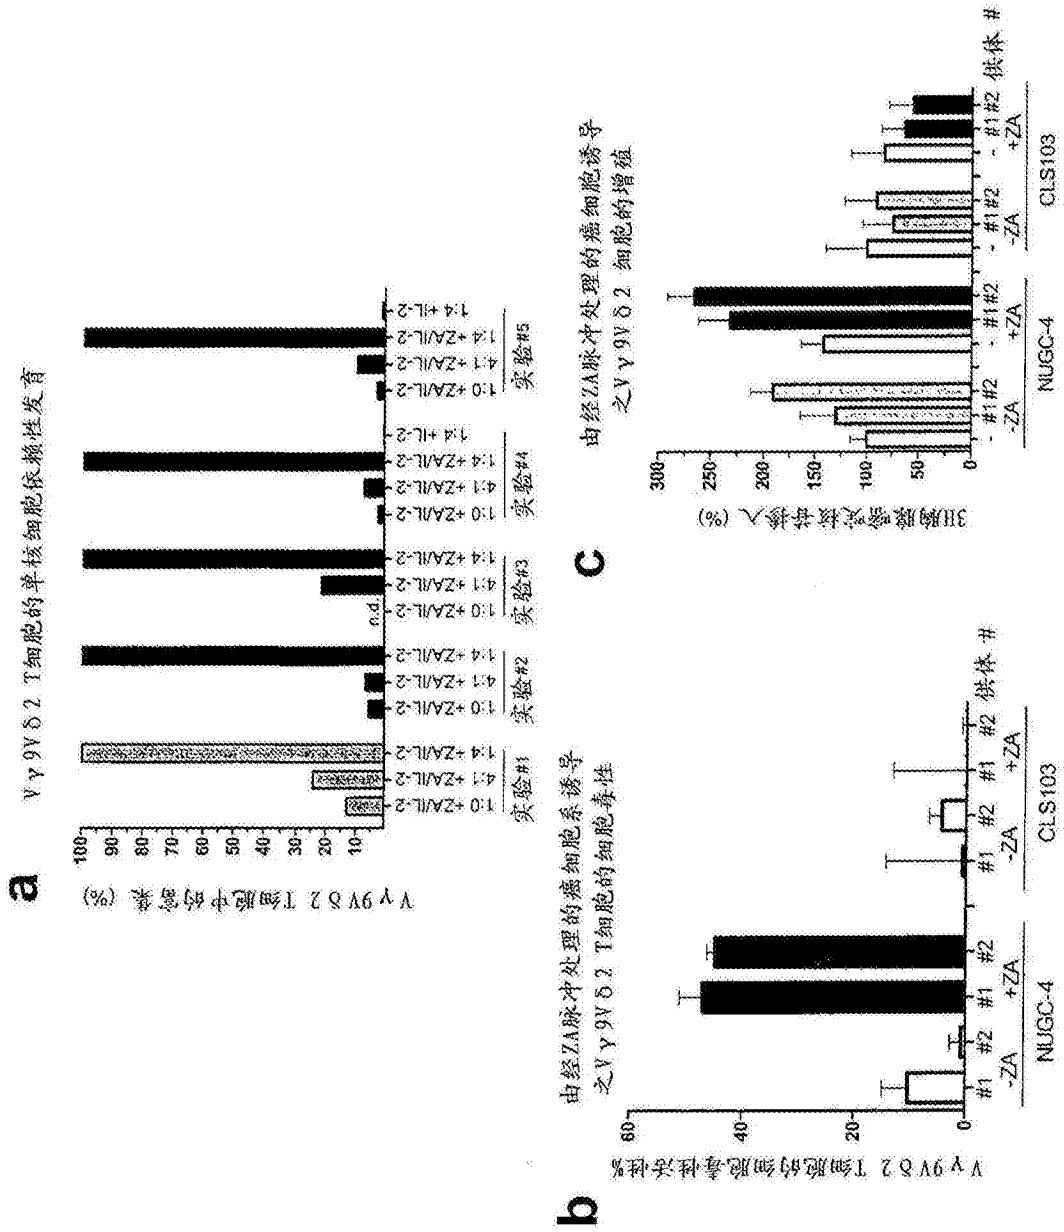 a
Vγ9Vδ2 T细胞的单核细胞依赖性发育
Vγ9Vδ2 T细胞中的富集 (%)
100
90
80
70
60
50
40
30
20
10
1:0 +ZA/IL-2
4:1 +ZA/IL-2
1:4 +ZA/IL-2
实验#1
1:0 +ZA/IL-2
4:1 +ZA/IL-2
1:4 +ZA/IL-2
实验#2
n.d.
1:0 +ZA/IL-2
4:1 +ZA/IL-2
1:4 +ZA/IL-2
实验#3
1:0 +ZA/IL-2
4:1 +ZA/IL-2
1:4 +ZA/IL-2
1:4 +IL-2
实验#4
1:0 +ZA/IL-2
4:1 +ZA/IL-2
1:4 +ZA/IL-2
1:4 +IL-2
实验#5
b
由经ZA脉冲处理的癌细胞系诱导
之Vγ9Vδ2 T细胞的细胞毒性
Vγ9Vδ2 T细胞的细胞毒性活性%
60
40
20
0
#1 #2 #1 #2 #1 #2 #1 #2 供体 #
-ZA +ZA -ZA +ZA
NUGC-4 CLS103
c
由经ZA脉冲处理的癌细胞诱导
之Vγ9Vδ2 细胞的增殖
3H胸腺嘧啶核苷掺入 (%)
300
250
200
150
100
50
0
- #1#2 - #1#2 - #1#2 - #1#2 供体 #
-ZA +ZA -ZA +ZA
NUGC-4 CLS103